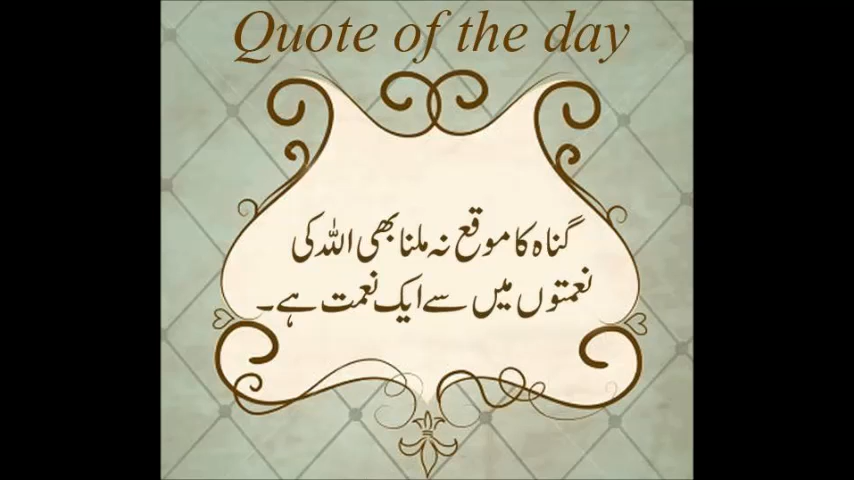 Quote of the day
گناہ کا موقع نہ ملنا بھی اللہ کی
نعمتوں میں سے ایک نعمت ہے۔